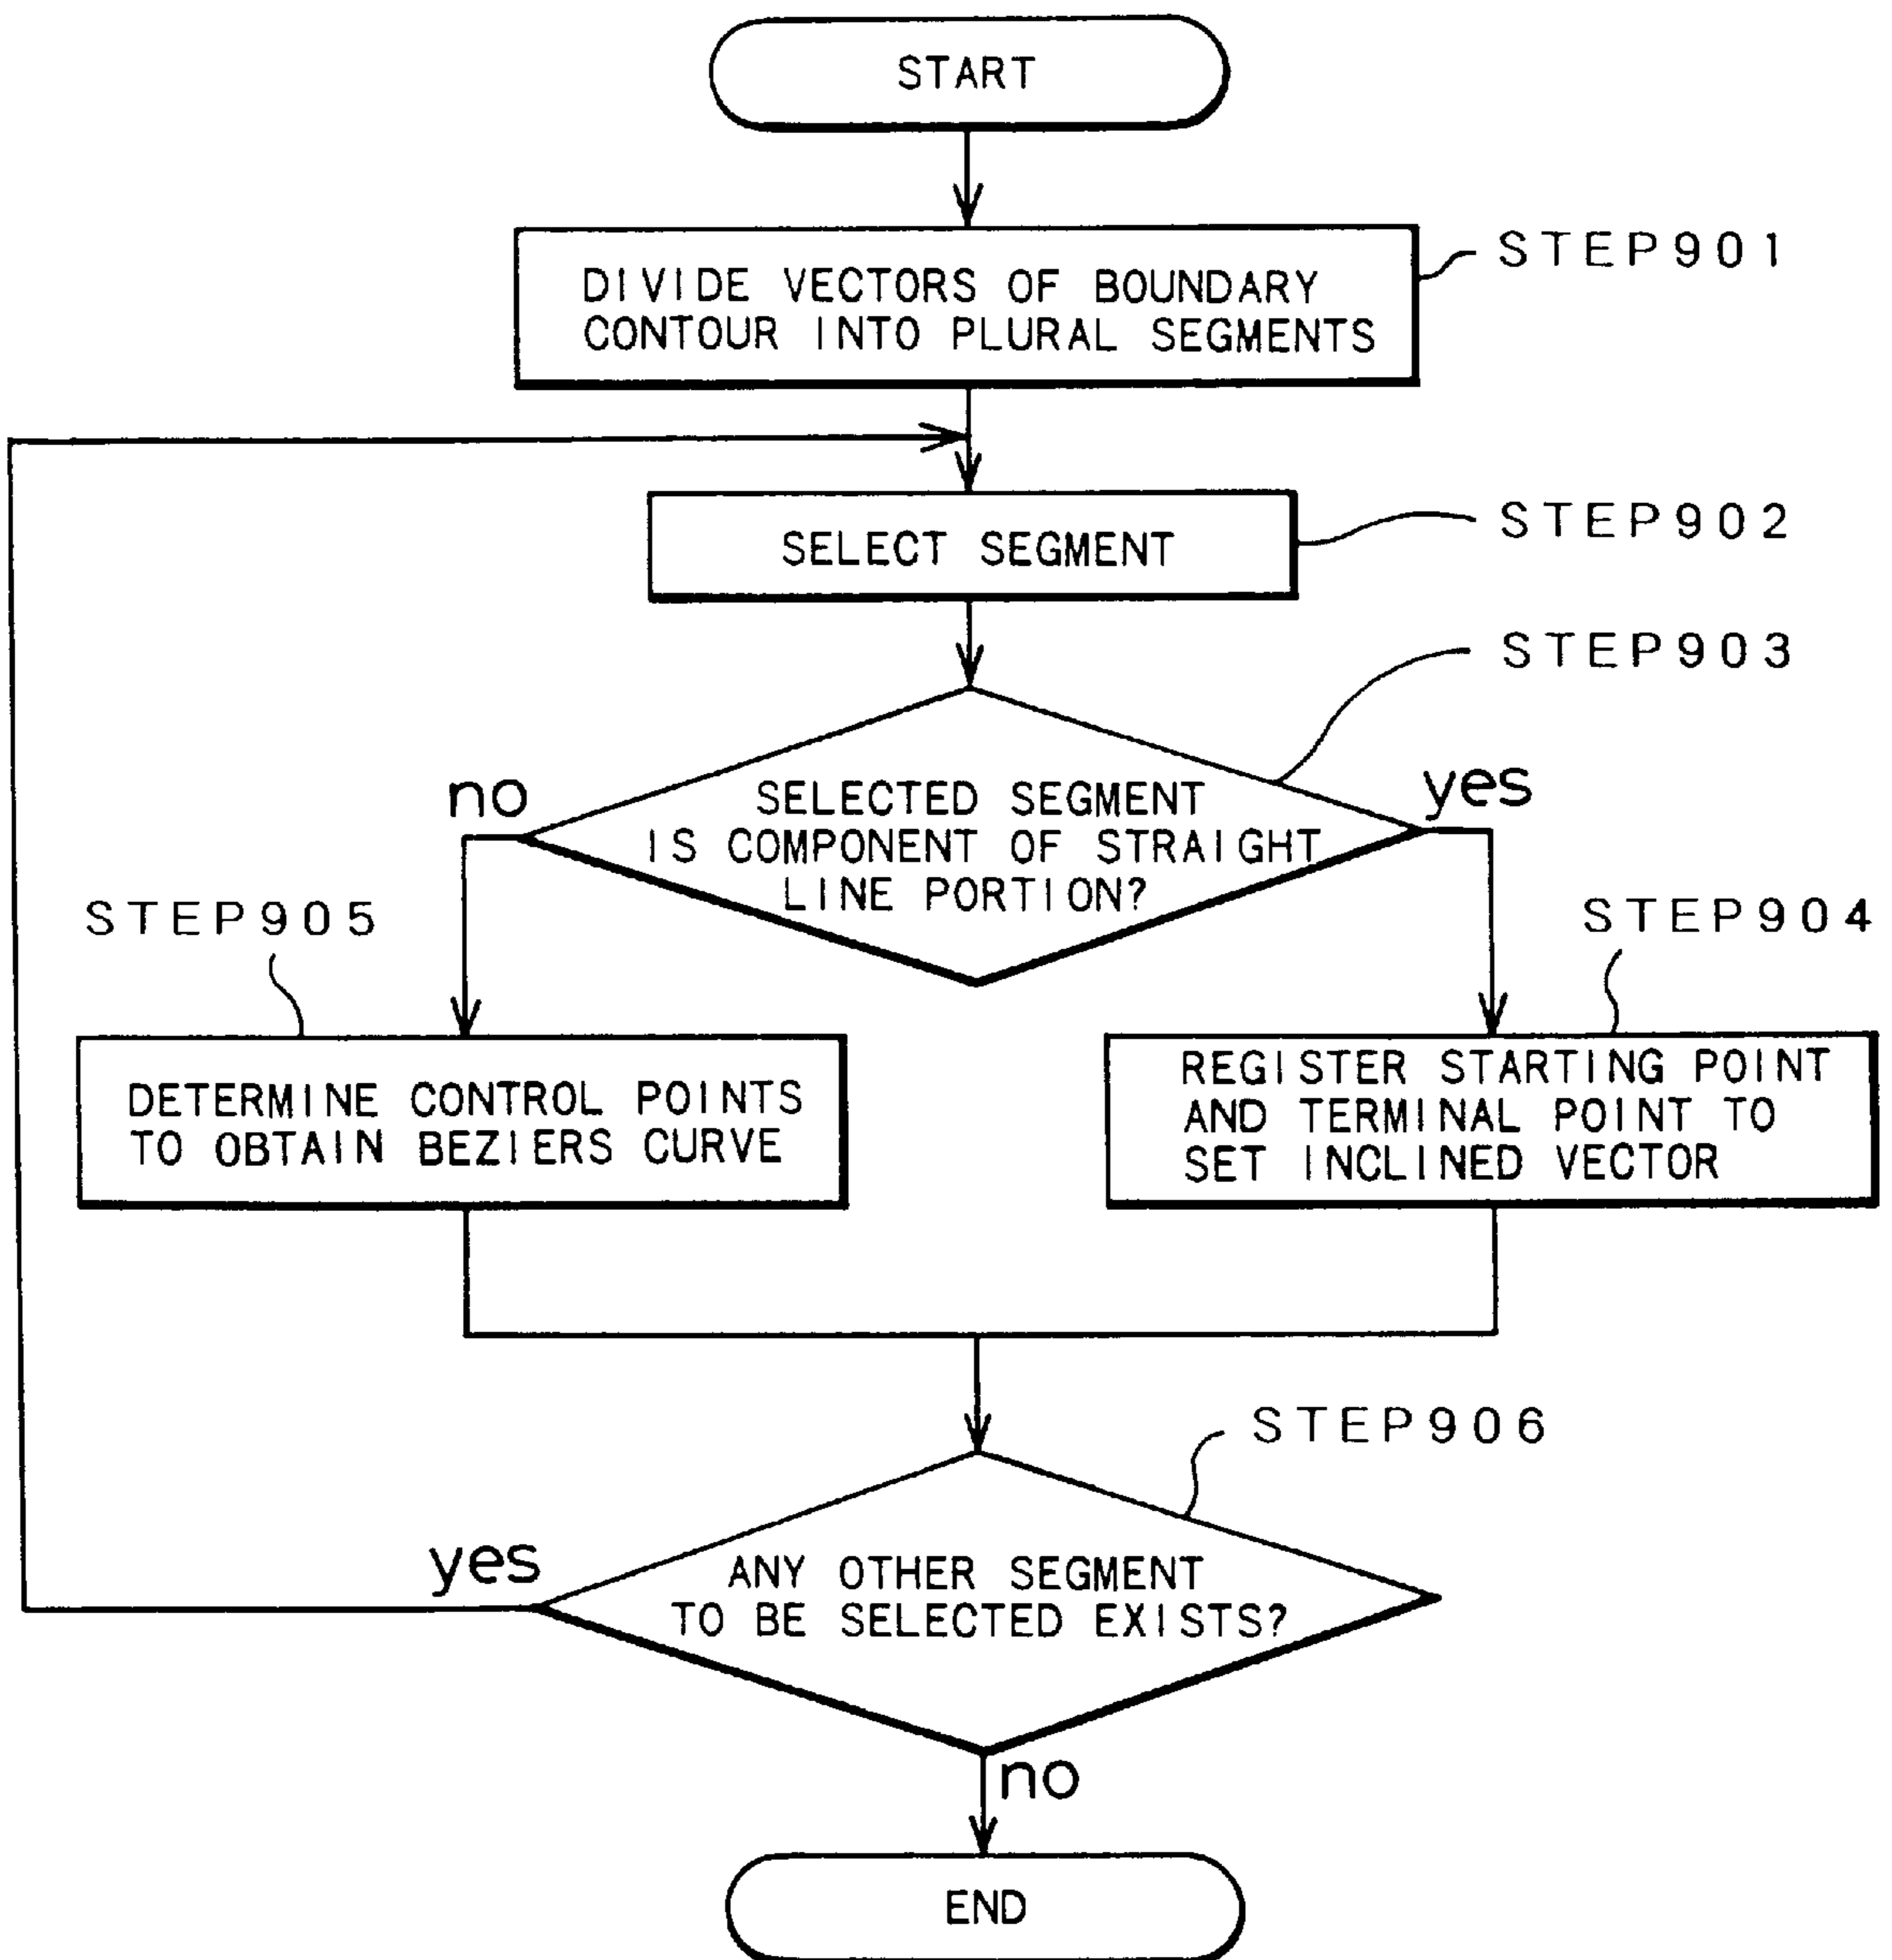 START
STEP901
DIVIDE VECTORS OF BOUNDARY
CONTOUR INTO PLURAL SEGMENTS
STEP902
SELECT SEGMENT
STEP903
no
yes
SELECTED SEGMENT
IS COMPONENT OF STRAIGHT
LINE PORTION?
STEP905
STEP904
DETERMINE CONTROL POINTS
TO OBTAIN BEZIERS CURVE
REGISTER STARTING POINT
AND TERMINAL POINT TO
SET INCLINED VECTOR
STEP906
yes
ANY OTHER SEGMENT
TO BE SELECTED EXISTS?
no
END